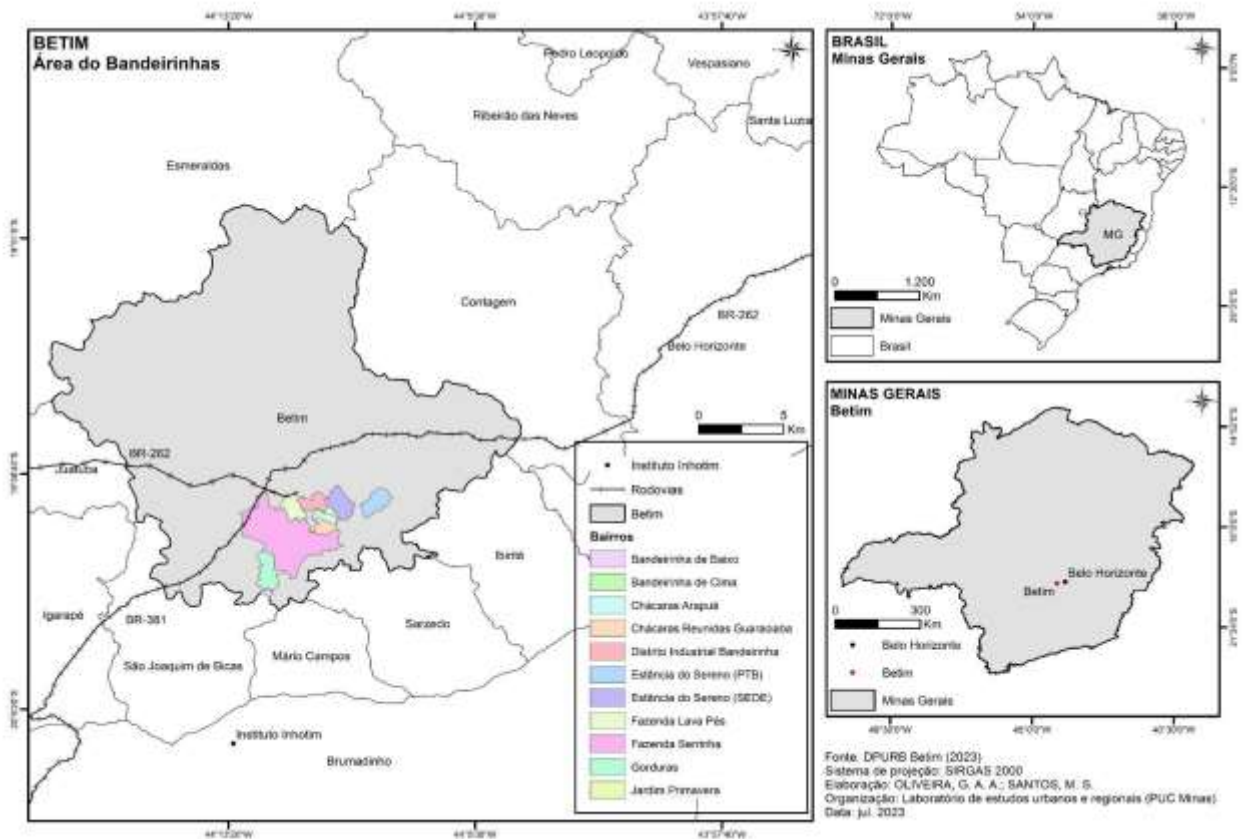 BETIM
Área do Bandeirinhas
Pedro Leopoldo
Vespasiano
Ribeirão das Neves
Santa Luzia
Esmeraldas
Contagem
BR-262
Belo Horizonte
Betim
BR-262
Juatuba
Ibirité
Igarapé
BR-381
Sarzedo
São Joaquim de Bicas
Mário Campos
Instituto Inhotim
Brumadinho
0 5
Km
Instituto Inhotim
Rodovias
Betim
Bairros
Bandeirinha de Baixo
Bandeirinha de Cima
Chácaras Arapuã
Chácaras Reunidas Guaraciaba
Distrito Industrial Bandeirinha
Estância do Sereno (PTB)
Estância do Sereno (SEDE)
Fazenda Lava Pés
Fazenda Serrinha
Gorduras
Jardim Primavera
BRASIL
Minas Gerais
MG
0 1.200
Km
Minas Gerais
Brasil
MINAS GERAIS
Betim
Belo Horizonte
Betim
0 300
Km
Belo Horizonte
Betim
Minas Gerais
Fonte: DPURB Betim (2023)
Sistema de projeção: SIRGAS 2000
Elaboração: OLIVEIRA, G. A. A.; SANTOS, M. S.
Organização: Laboratório de estudos urbanos e regionais (PUC Minas)
Data: jul. 2023